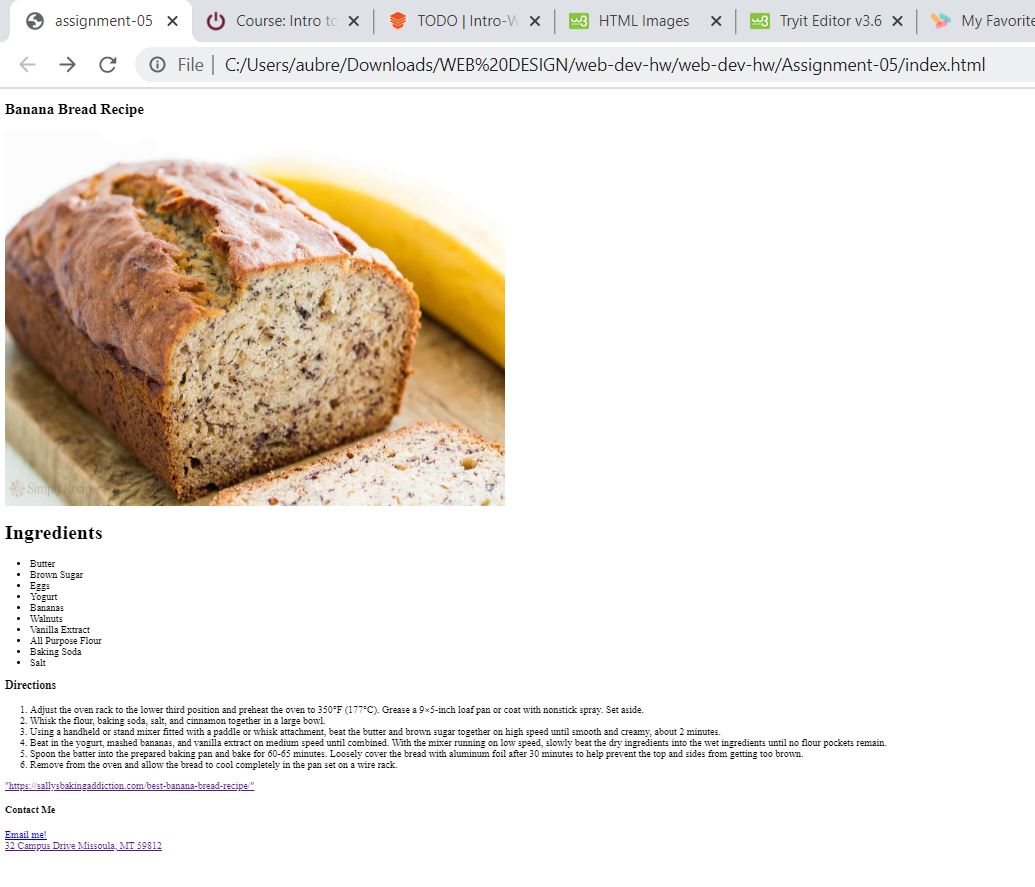 assignment-05
Course: Intro to
TODO | Intro-W
HTML Images
Tryit Editor v3.6
My Favorite
File | C:/Users/aubre/Downloads/WEB%20DESIGN/web-dev-hw/web-dev-hw/Assignment-05/index.html
Banana Bread Recipe
Simply Recipes
Ingredients
Butter
Brown Sugar
Eggs
Yogurt
Bananas
Walnuts
Vanilla Extract
All Purpose Flour
Baking Soda
Salt
Directions
1. Adjust the oven rack to the lower third position and preheat the oven to 350°F (177°C). Grease a 9×5-inch loaf pan or coat with nonstick spray. Set aside.
2. Whisk the flour, baking soda, salt, and cinnamon together in a large bowl.
3. Using a handheld or stand mixer fitted with a paddle or whisk attachment, beat the butter and brown sugar together on high speed until smooth and creamy, about 2 minutes.
4. Beat in the yogurt, mashed bananas, and vanilla extract on medium speed until combined. With the mixer running on low speed, slowly beat the dry ingredients into the wet ingredients until no flour pockets remain.
5. Spoon the batter into the prepared baking pan and bake for 60-65 minutes. Loosely cover the bread with aluminum foil after 30 minutes to help prevent the top and sides from getting too brown.
6. Remove from the oven and allow the bread to cool completely in the pan set on a wire rack.
"https://sallysbakingaddiction.com/best-banana-bread-recipe/"
Contact Me
Email me!
32 Campus Drive Missoula, MT 59812